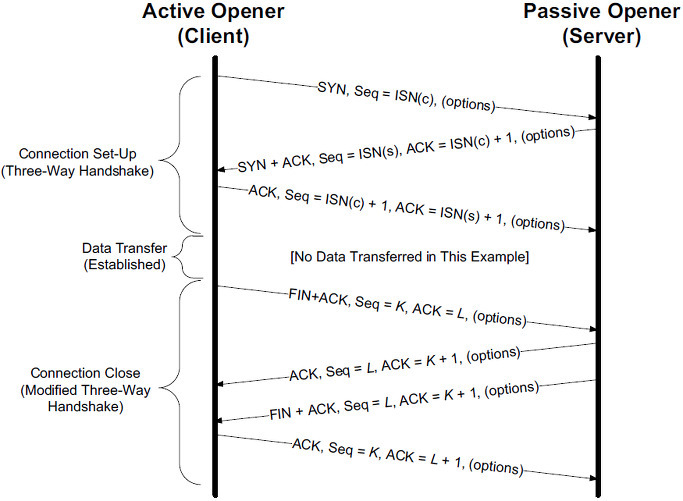 Active Opener
(Client)
Passive Opener
(Server)
SYN, Seq = ISN(c), (options)
Connection Set-Up
(Three-Way Handshake)
SYN + ACK, Seq = ISN(s), ACK = ISN(c) + 1, (options)
ACK, Seq = ISN(c) + 1, ACK = ISN(s) + 1, (options)
Data Transfer
(Established)
[No Data Transferred in This Example]
FIN+ACK, Seq = K, ACK = L, (options)
Connection Close
(Modified Three-Way
Handshake)
ACK, Seq = L, ACK = K + 1, (options)
FIN + ACK, Seq = L, ACK = K + 1, (options)
ACK, Seq = K, ACK = L + 1, (options)